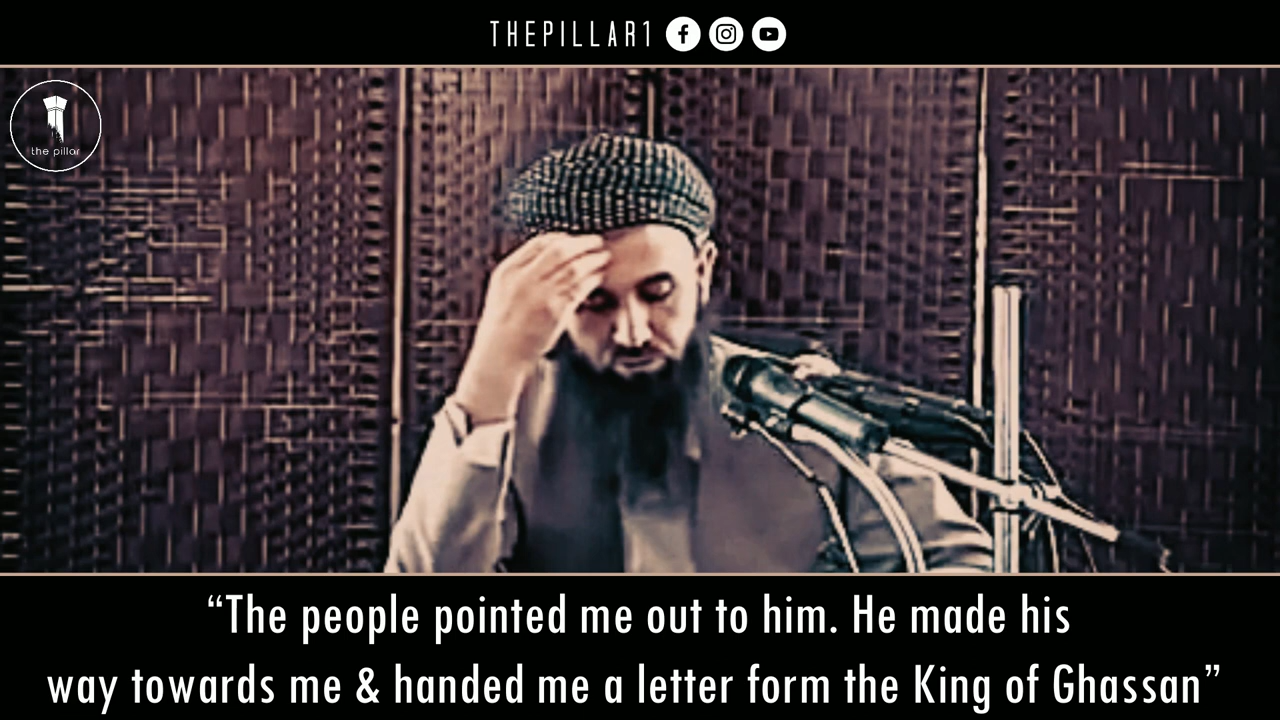 THEPILLAR1
the pillar
“The people pointed me out to him. He made his
way towards me & handed me a letter form the King of Ghassan”